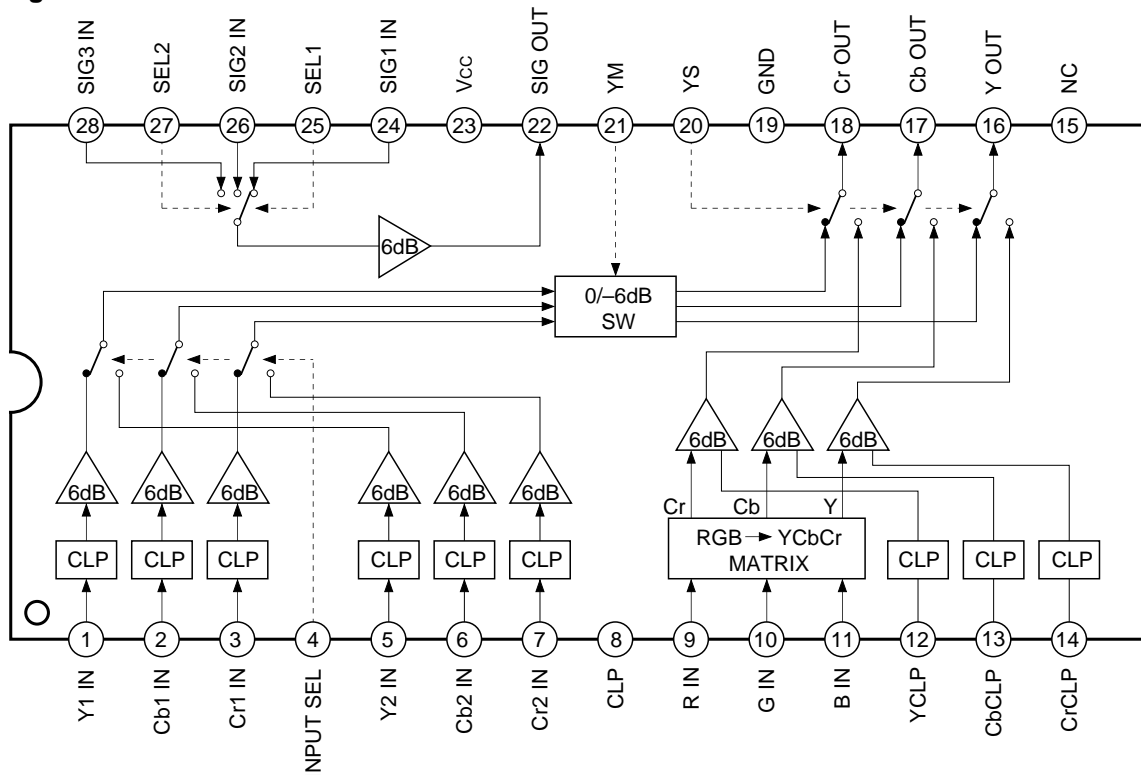 g
SIG3 IN
SEL2
SIG2 IN
SEL1
SIG1 IN
Vcc
SIG OUT
YM
YS
GND
Cr OUT
Cb OUT
Y OUT
NC
28
27
26
25
24
23
22
21
20
19
18
17
16
15
6dB
0/–6dB
SW
6dB
6dB
6dB
6dB
6dB
6dB
6dB
6dB
6dB
Cr
Cb
Y
RGB
YCbCr
MATRIX
CLP
CLP
CLP
CLP
CLP
CLP
CLP
CLP
CLP
1
2
3
4
5
6
7
8
9
10
11
12
13
14
Y1 IN
Cb1 IN
Cr1 IN
NPUT SEL
Y2 IN
Cb2 IN
Cr2 IN
CLP
R IN
G IN
B IN
YCLP
CbCLP
CrCLP